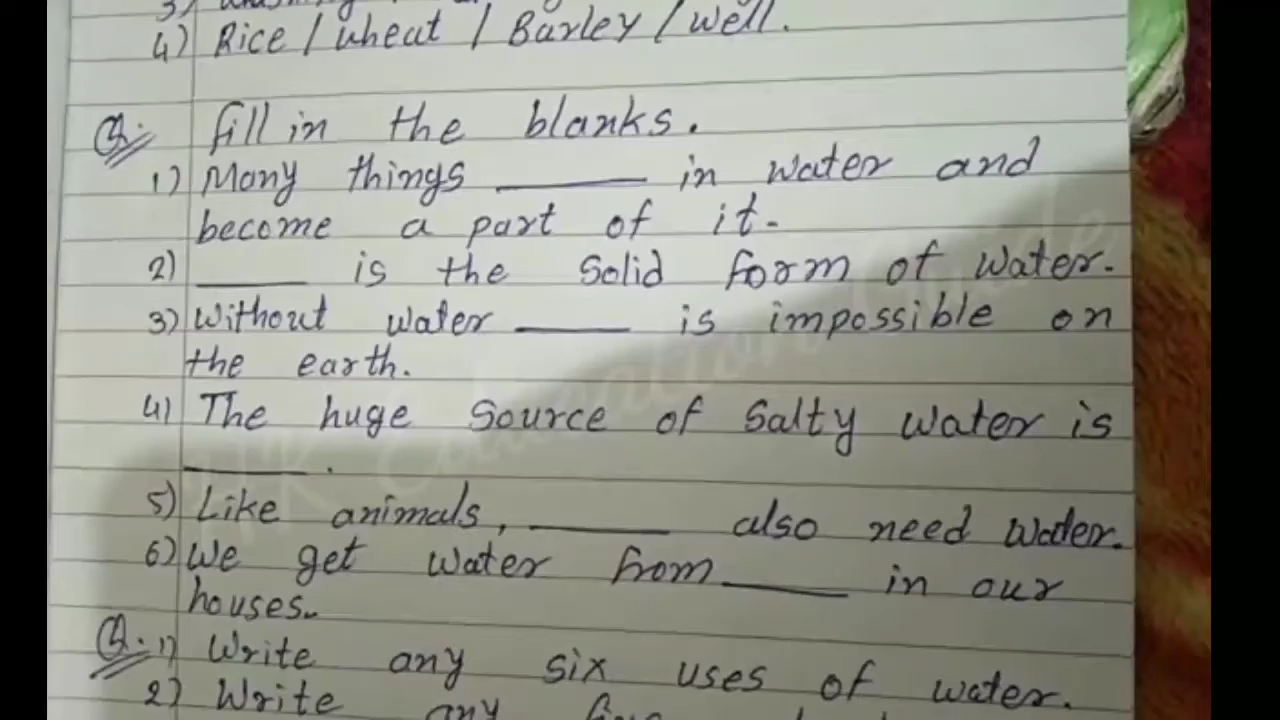 4) Rice / wheat / Barley / well.
Q. fill in the blanks.
1) Many things ______ in water and
become a part of it.
2) ______ is the solid form of water.
3) Without water ______ is impossible on
the earth.
4) The huge source of salty water is
______.
5) Like animals, ______ also need water.
6) We get water from ______ in our
houses.
Q. 1) Write any six uses of water.
2) Write any